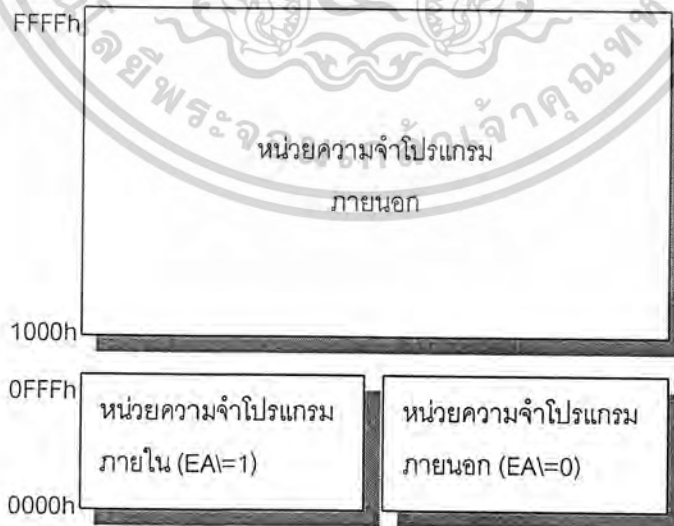 FFFFh
หน่วยความจำโปรแกรม
ภายนอก
1000h
0FFFh
หน่วยความจำโปรแกรม
ภายใน (EA\=1)
หน่วยความจำโปรแกรม
ภายนอก (EA\=0)
0000h